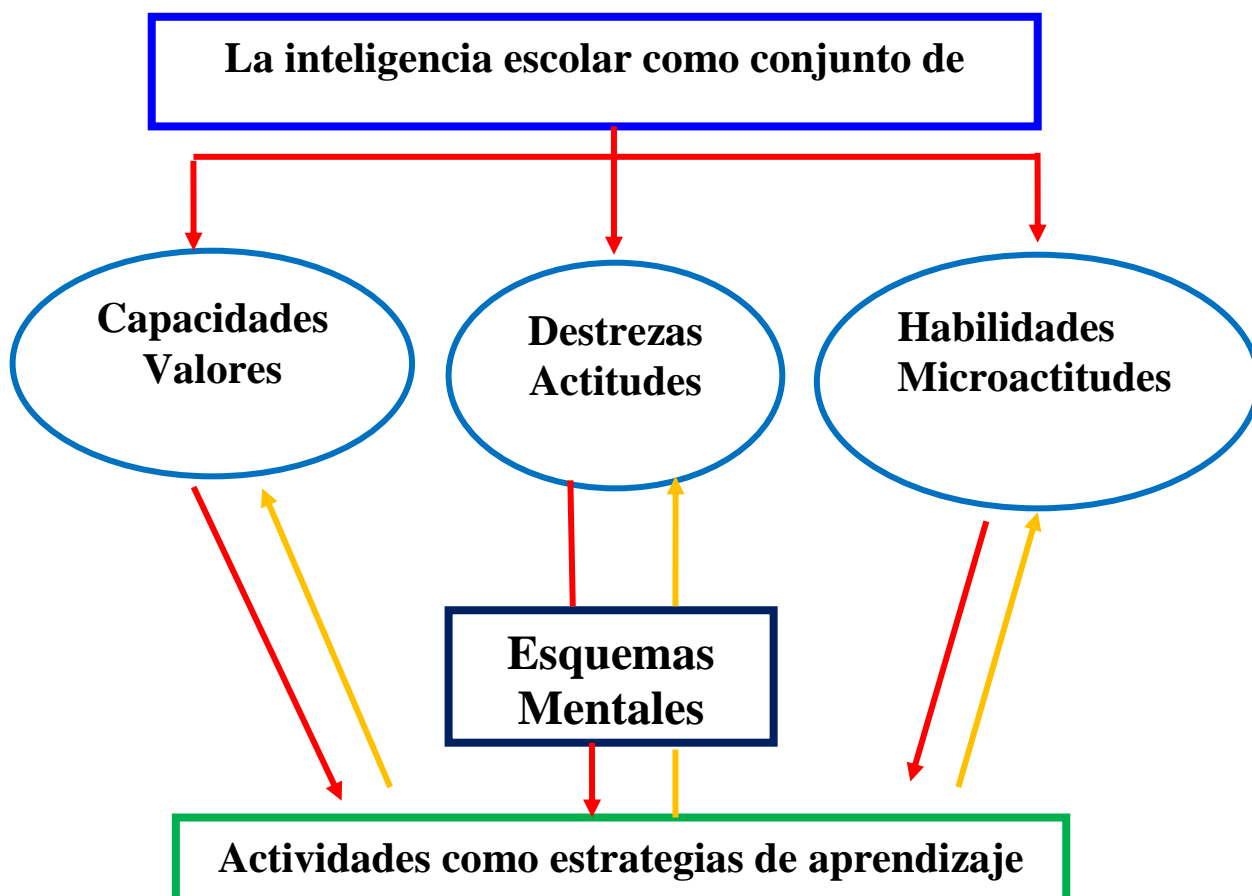 La inteligencia escolar como conjunto de
Capacidades
Valores
Destrezas
Actitudes
Habilidades
Microactitudes
Esquemas
Mentales
Actividades como estrategias de aprendizaje